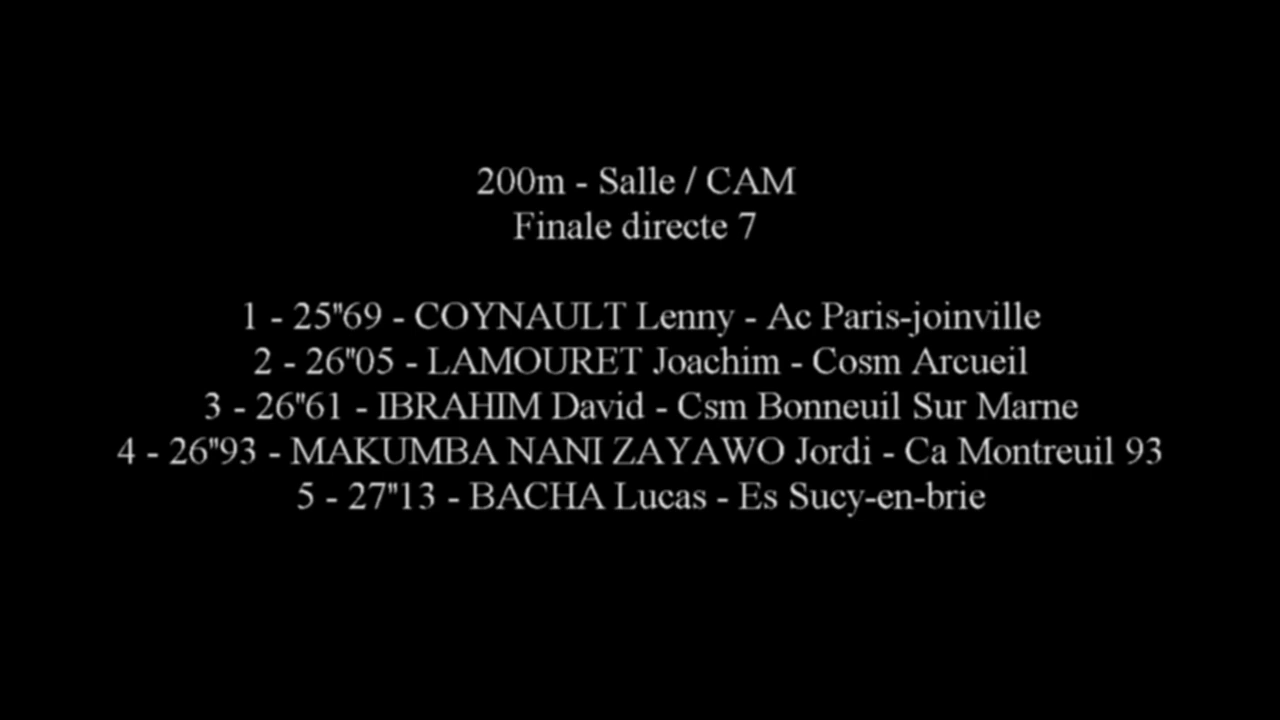 200m - Salle / CAM
Finale directe 7
1 - 25"69 - COYNAULT Lenny - Ac Paris-joinville
2 - 26"05 - LAMOURET Joachim - Cosm Arcueil
3 - 26"61 - IBRAHIM David - Csm Bonneuil Sur Marne
4 - 26"93 - MAKUMBA NANI ZAYAWO Jordi - Ca Montreuil 93
5 - 27"13 - BACHA Lucas - Es Sucy-en-brie